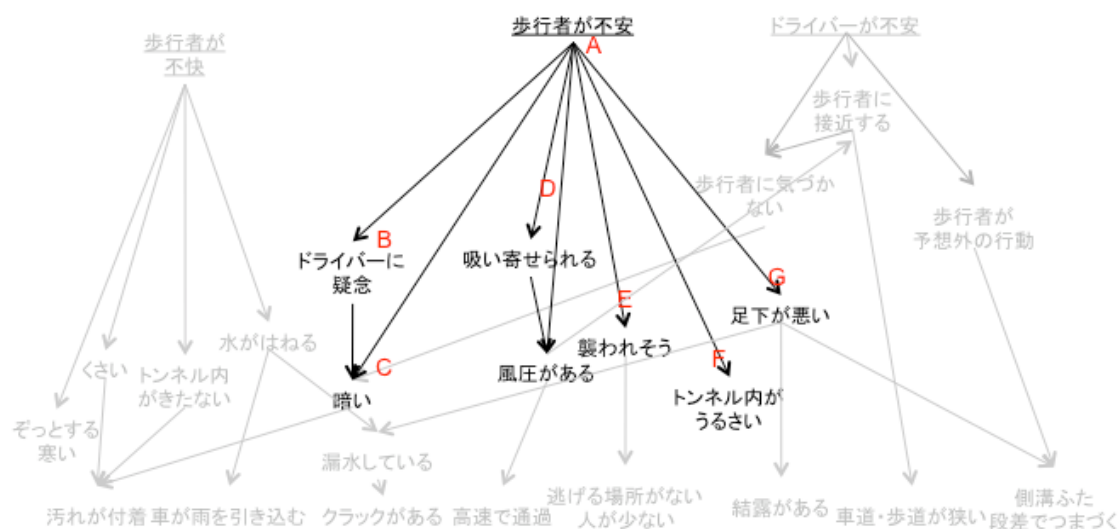 歩行者が不安
A
ドライバーが不安
歩行者が
不快
歩行者に
接近する
歩行者に気づか
ない
D
歩行者が
予想外の行動
B
ドライバーに
疑念
吸い寄せられる
G
足下が悪い
E
襲われそう
水がはねる
くさい
トンネル内
がきたない
C
暗い
風圧がある
F
トンネル内が
うるさい
ぞっとする
寒い
漏水している
汚れが付着
車が雨を引き込む
クラックがある
高速で通過
逃げる場所がない
人が少ない
結露がある
車道・歩道が狭い
側溝ふた
段差でつまづく